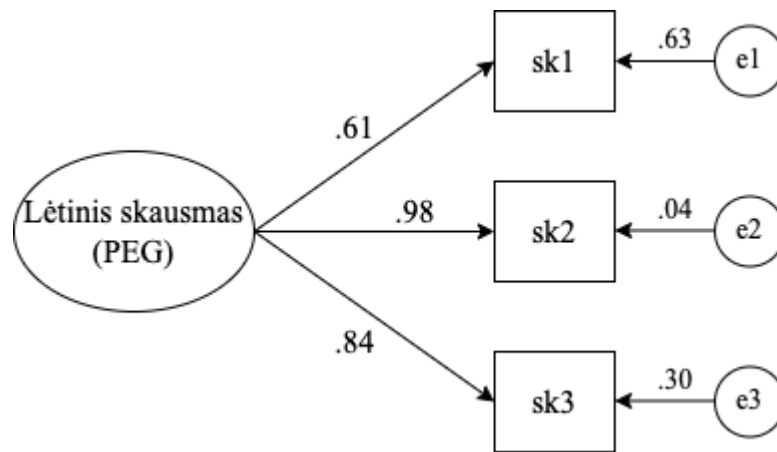 sk1
.63
e1
.61
Lėtinis skausmas
(PEG)
.98
sk2
.04
e2
.84
sk3
.30
e3